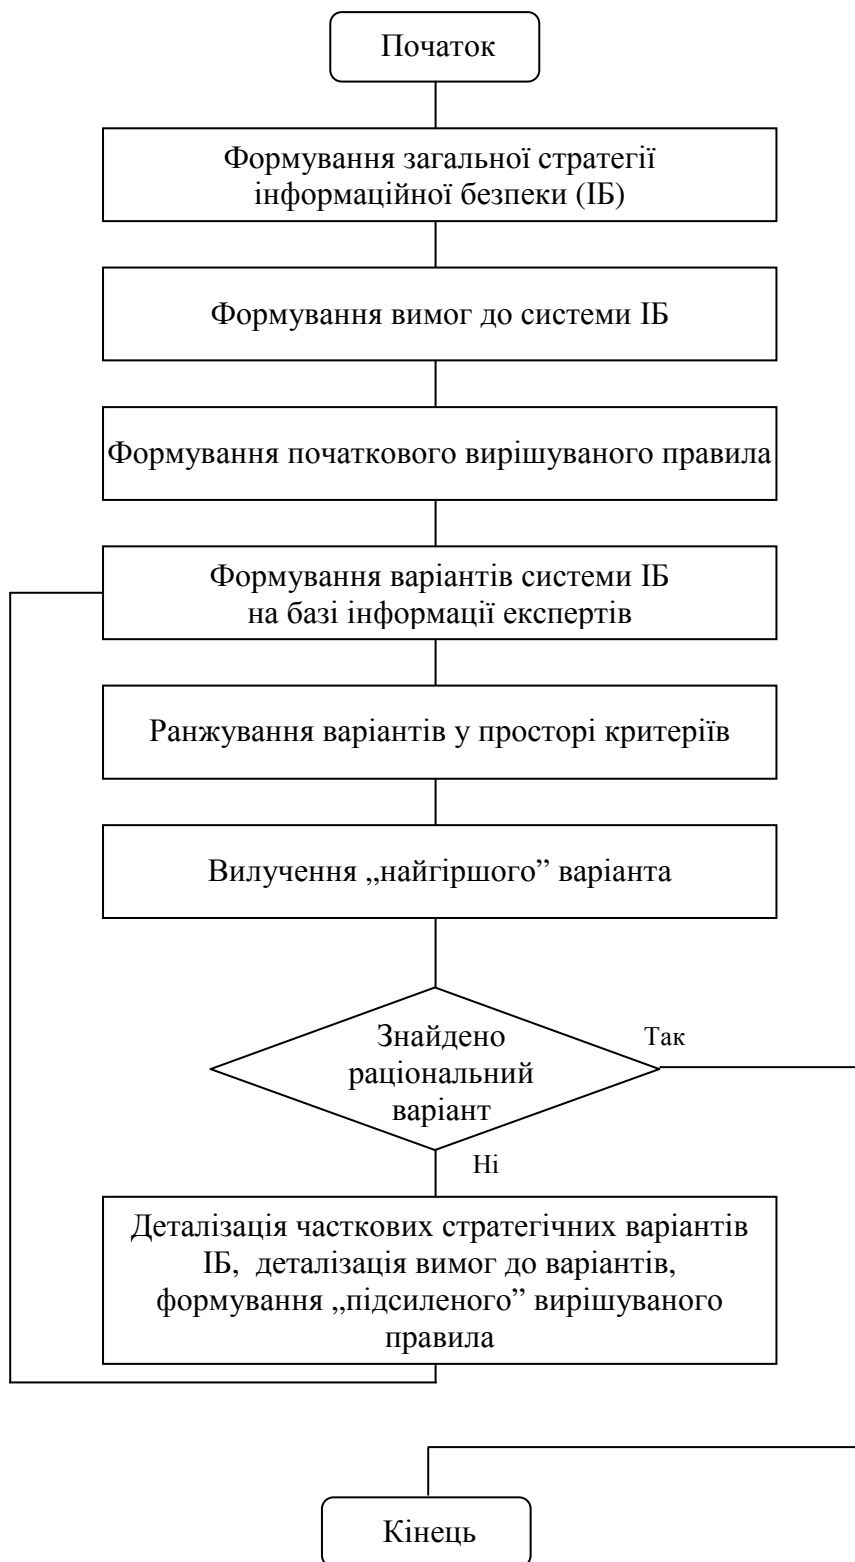 Початок
Формування загальної стратегії
інформаційної безпеки (ІБ)
Формування вимог до системи ІБ
Формування початкового вирішуваного правила
Формування варіантів системи ІБ
на базі інформації експертів
Ранжування варіантів у просторі критеріїв
Вилучення „найгіршого” варіанта
Знайдено
раціональний
варіант
Так
Ні
Деталізація часткових стратегічних варіантів
ІБ, деталізація вимог до варіантів,
формування „підсиленого” вирішуваного
правила
Кінець